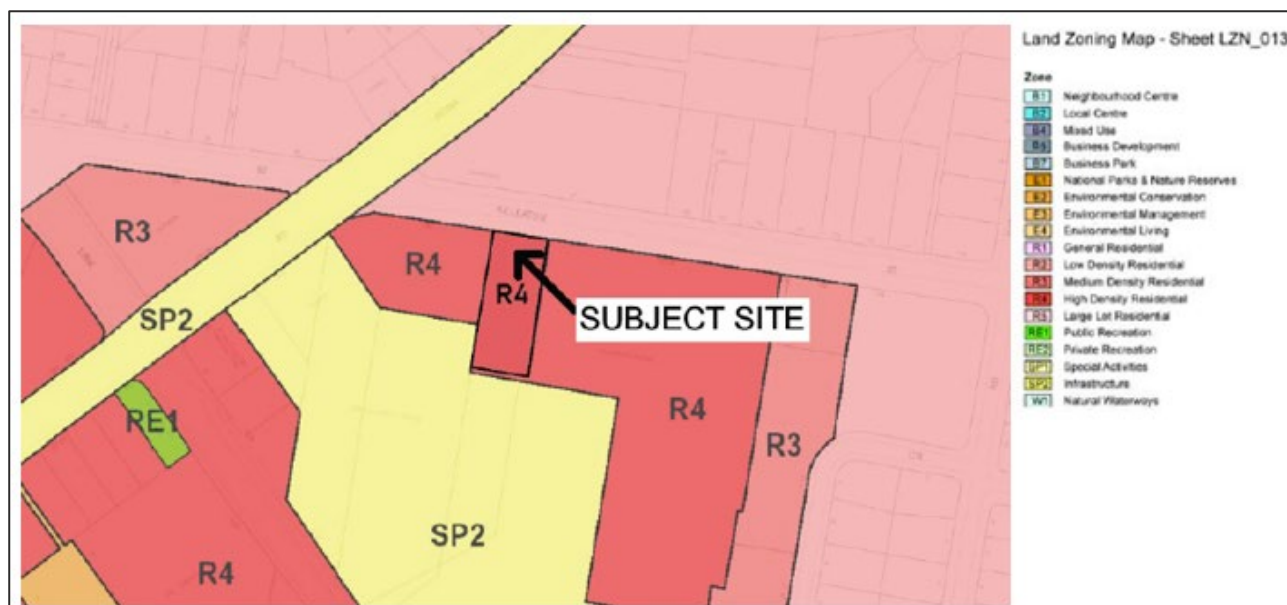 Land Zoning Map - Sheet LZN_013
Zone
B1 Neighbourhood Centre
B2 Local Centre
B4 Mixed Use
B5 Business Development
B7 Business Park
E1 National Parks & Nature Reserves
E2 Environmental Conservation
E3 Environmental Management
E4 Environmental Living
R1 General Residential
R2 Low Density Residential
R3 Medium Density Residential
R4 High Density Residential
R5 Large Lot Residential
RE1 Public Recreation
RE2 Private Recreation
SP1 Special Activities
SP2 Infrastructure
W1 Natural Waterways
R3
R4
R4
SUBJECT SITE
SP2
RE1
R4
R3
SP2
R4